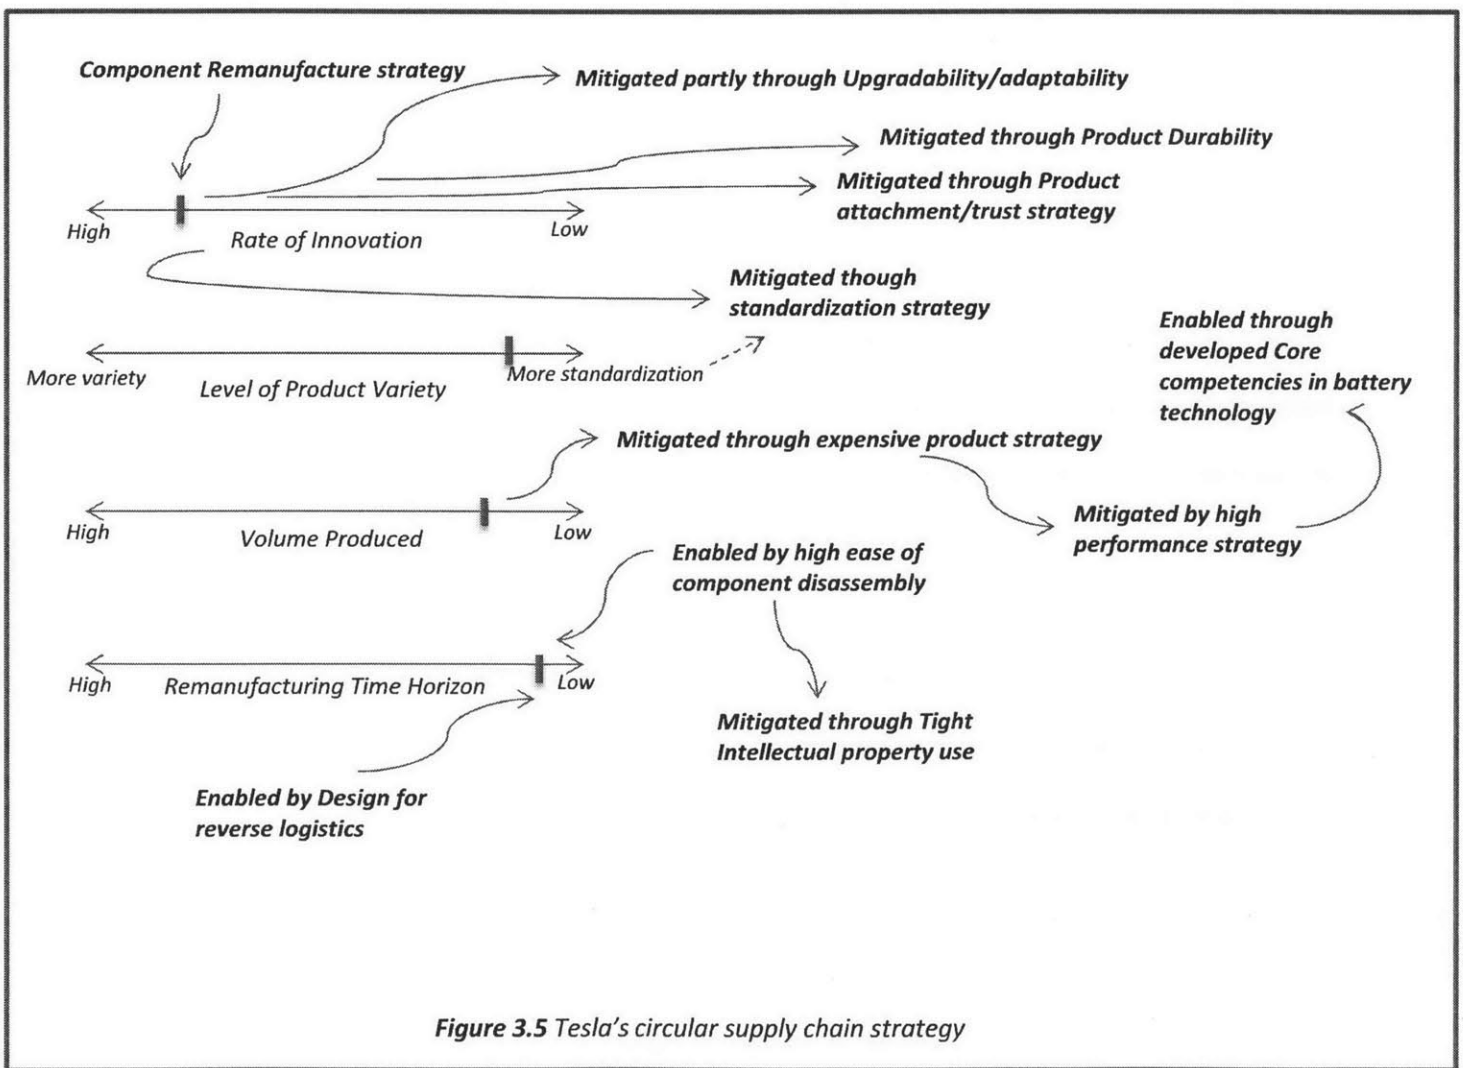 Component Remanufacture strategy
Mitigated partly through Upgradability/adaptability
Mitigated through Product Durability
Mitigated through Product
attachment/trust strategy
High
Rate of Innovation
Low
Mitigated though
standardization strategy
Enabled through
developed Core
competencies in battery
technology
More variety
Level of Product Variety
More standardization
Mitigated through expensive product strategy
High
Volume Produced
Low
Mitigated by high
performance strategy
Enabled by high ease of
component disassembly
High
Remanufacturing Time Horizon
Low
Mitigated through Tight
Intellectual property use
Enabled by Design for
reverse logistics
Figure 3.5 Tesla's circular supply chain strategy